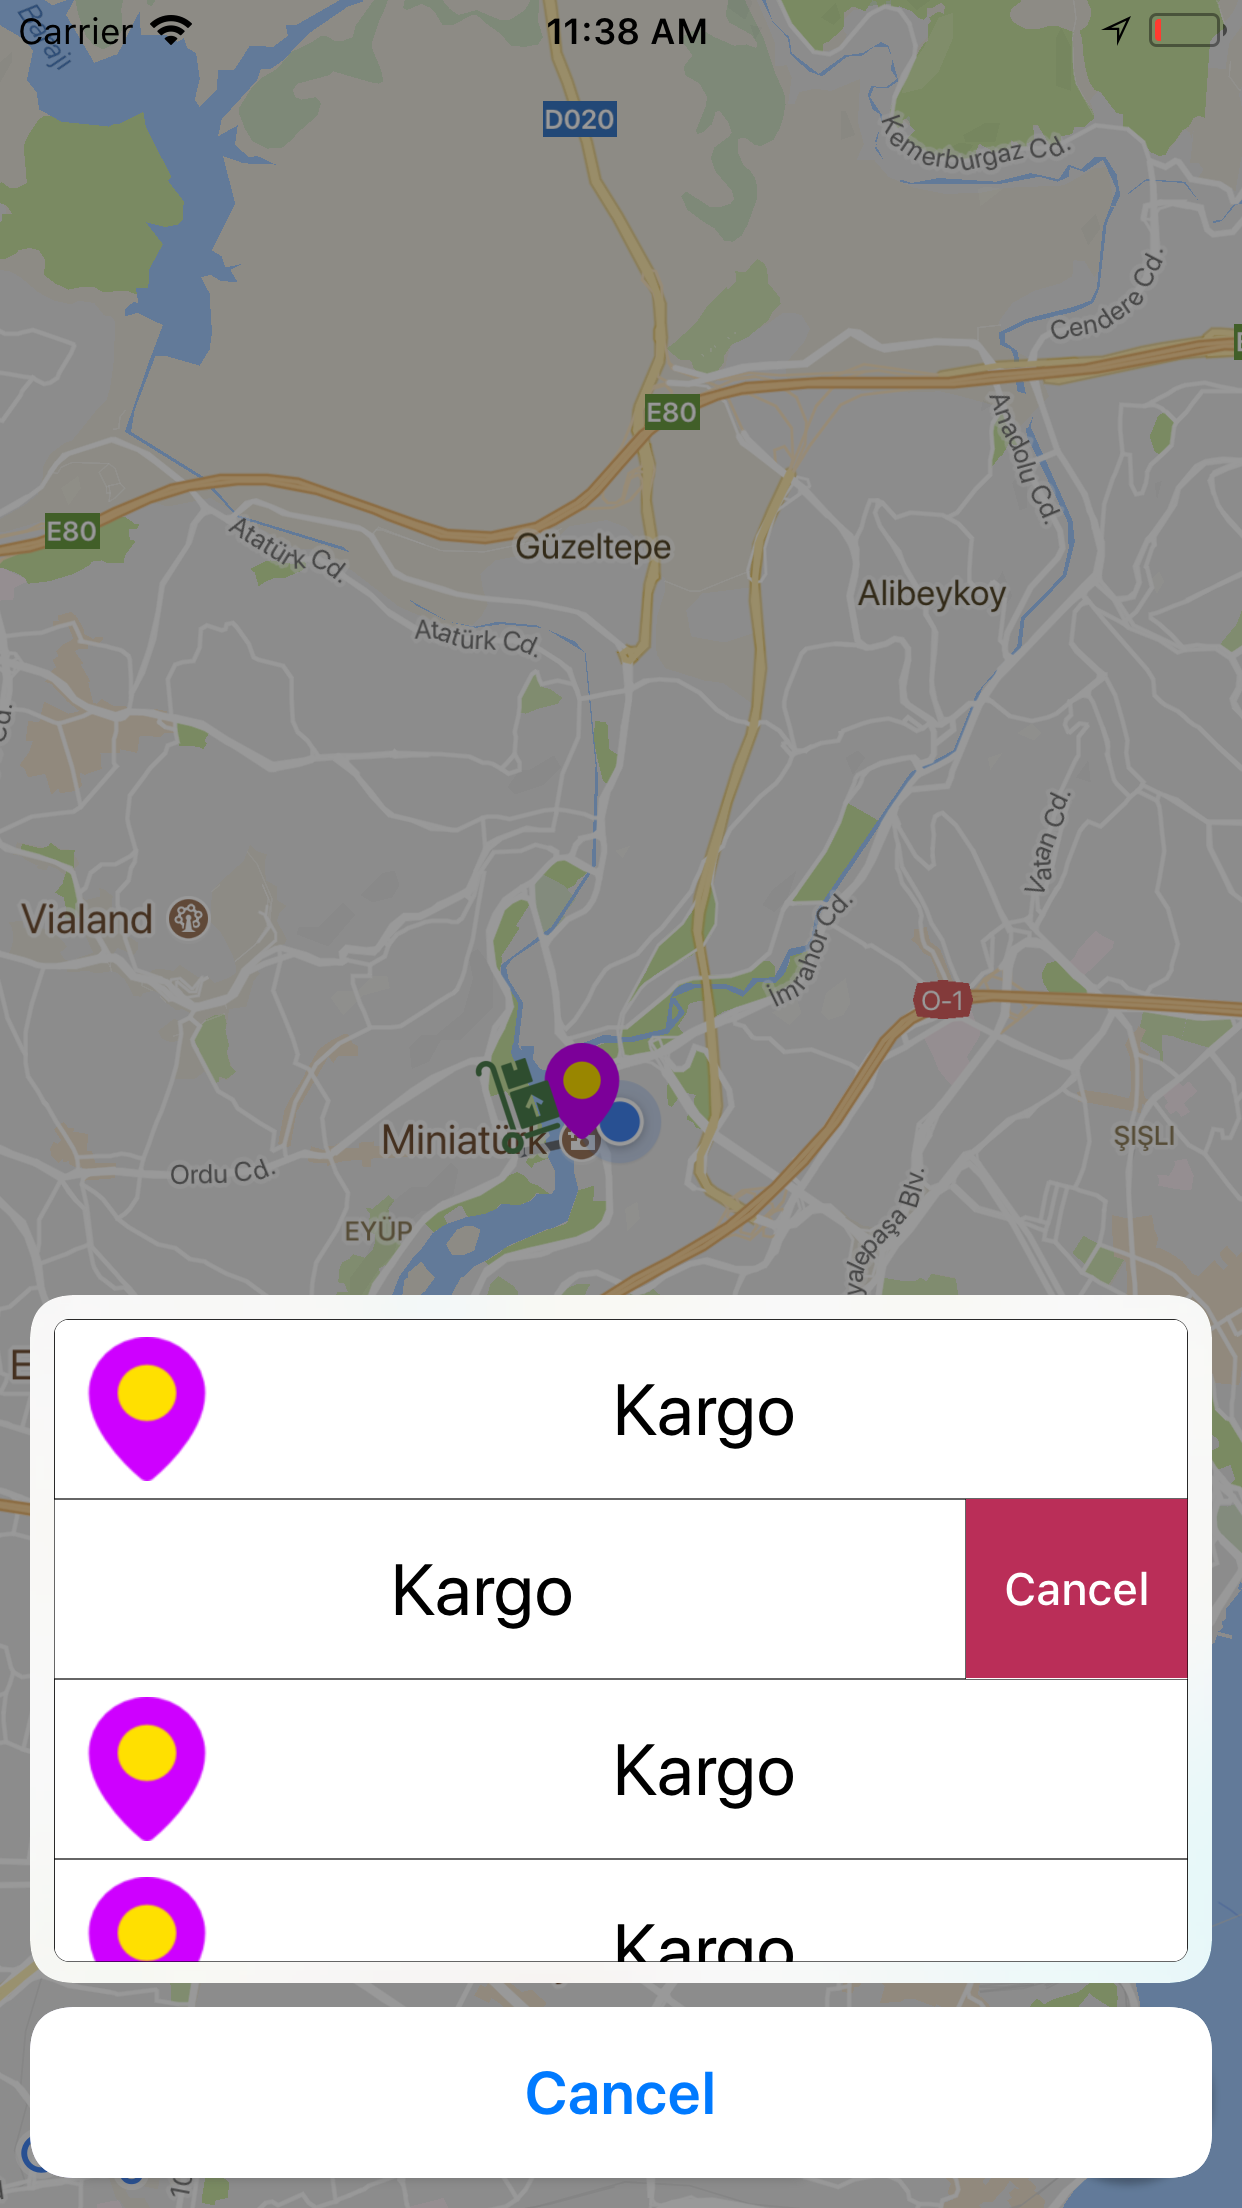 Carrier
11:38 AM
Barajı
D020
Kemerburgaz Cd.
Cendere Cd.
E80
Anadolu Cd.
E80
Atatürk Cd.
Güzeltepe
Alibeykoy
Atatürk Cd.
Cd.
Vatan Cd.
Vialand
İmrahor Cd.
O-1
Miniatürk
ŞIŞLI
Ordu Cd.
EYÜP
yalepaşa Blv.
E
Kargo
Kargo
Cancel
Kargo
Kargo
Cancel